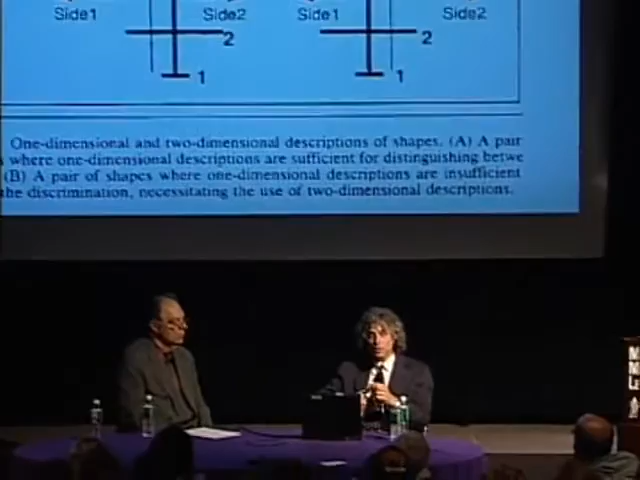 Side1 Side2 Side1 Side2
2 2
1 1
One-dimensional and two-dimensional descriptions of shapes. (A) A pair
where one-dimensional descriptions are sufficient for distinguishing betwe
(B) A pair of shapes where one-dimensional descriptions are insufficient
the discrimination, necessitating the use of two-dimensional descriptions.